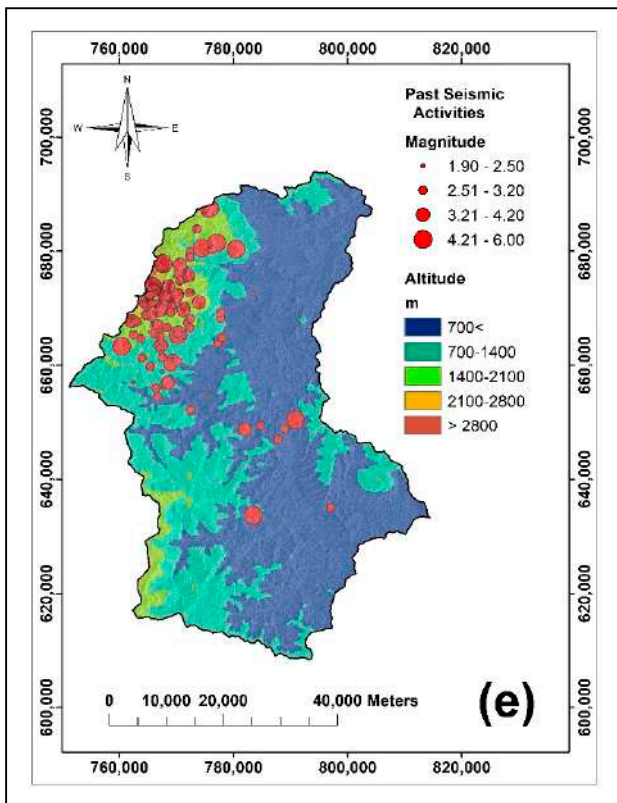 760,000 780,000 800,000 820,000
N
W E
S
Past Seismic
Activities
Magnitude
1.90 - 2.50
2.51 - 3.20
3.21 - 4.20
4.21 - 6.00
Altitude
m
700<
700-1400
1400-2100
2100-2800
> 2800
700,000
680,000
660,000
640,000
620,000
600,000
700,000
680,000
660,000
640,000
620,000
600,000
0 10,000 20,000 40,000 Meters
(e)
760,000 780,000 800,000 820,000